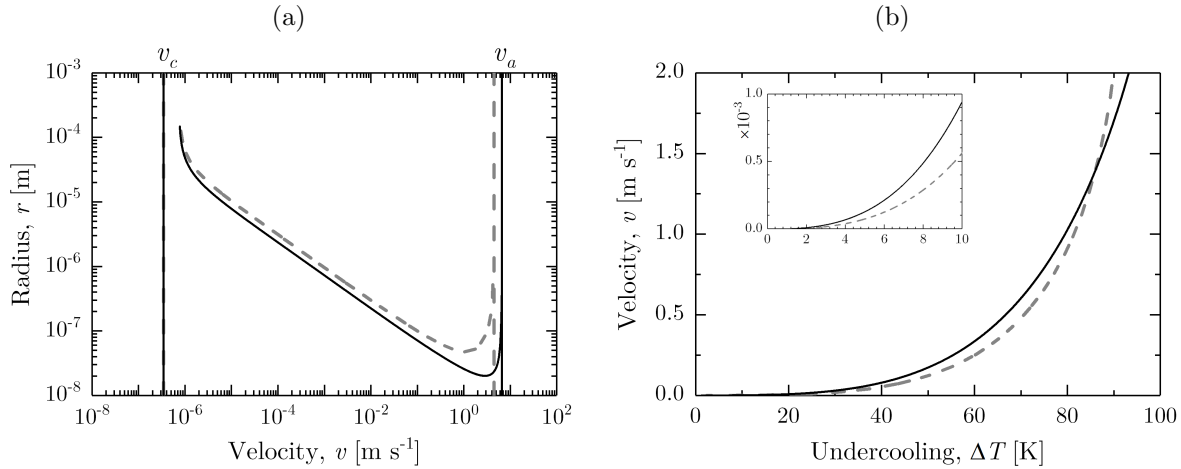 (a)
v_c
v_a
10^-3
10^-4
10^-5
10^-6
10^-7
10^-8
Radius, r [m]
10^-8
10^-6
10^-4
10^-2
10^0
10^2
Velocity, v [m s^-1]
(b)
2.0
1.5
1.0
0.5
0.0
Velocity, v [m s^-1]
×10^-3
1.0
0.5
0.0
0 2 4 6 8 10
0 20 40 60 80 100
Undercooling, ΔT [K]